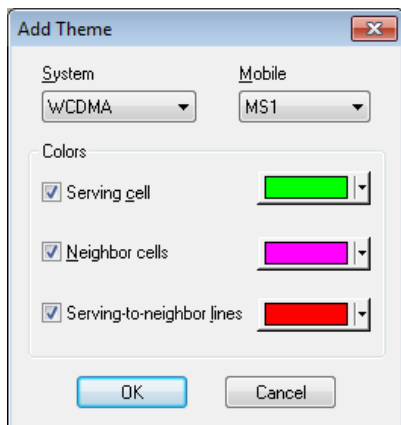 Add Theme
System Mobile
WCDMA MS1
Colors
Serving cell
Neighbor cells
Serving-to-neighbor lines
OK Cancel